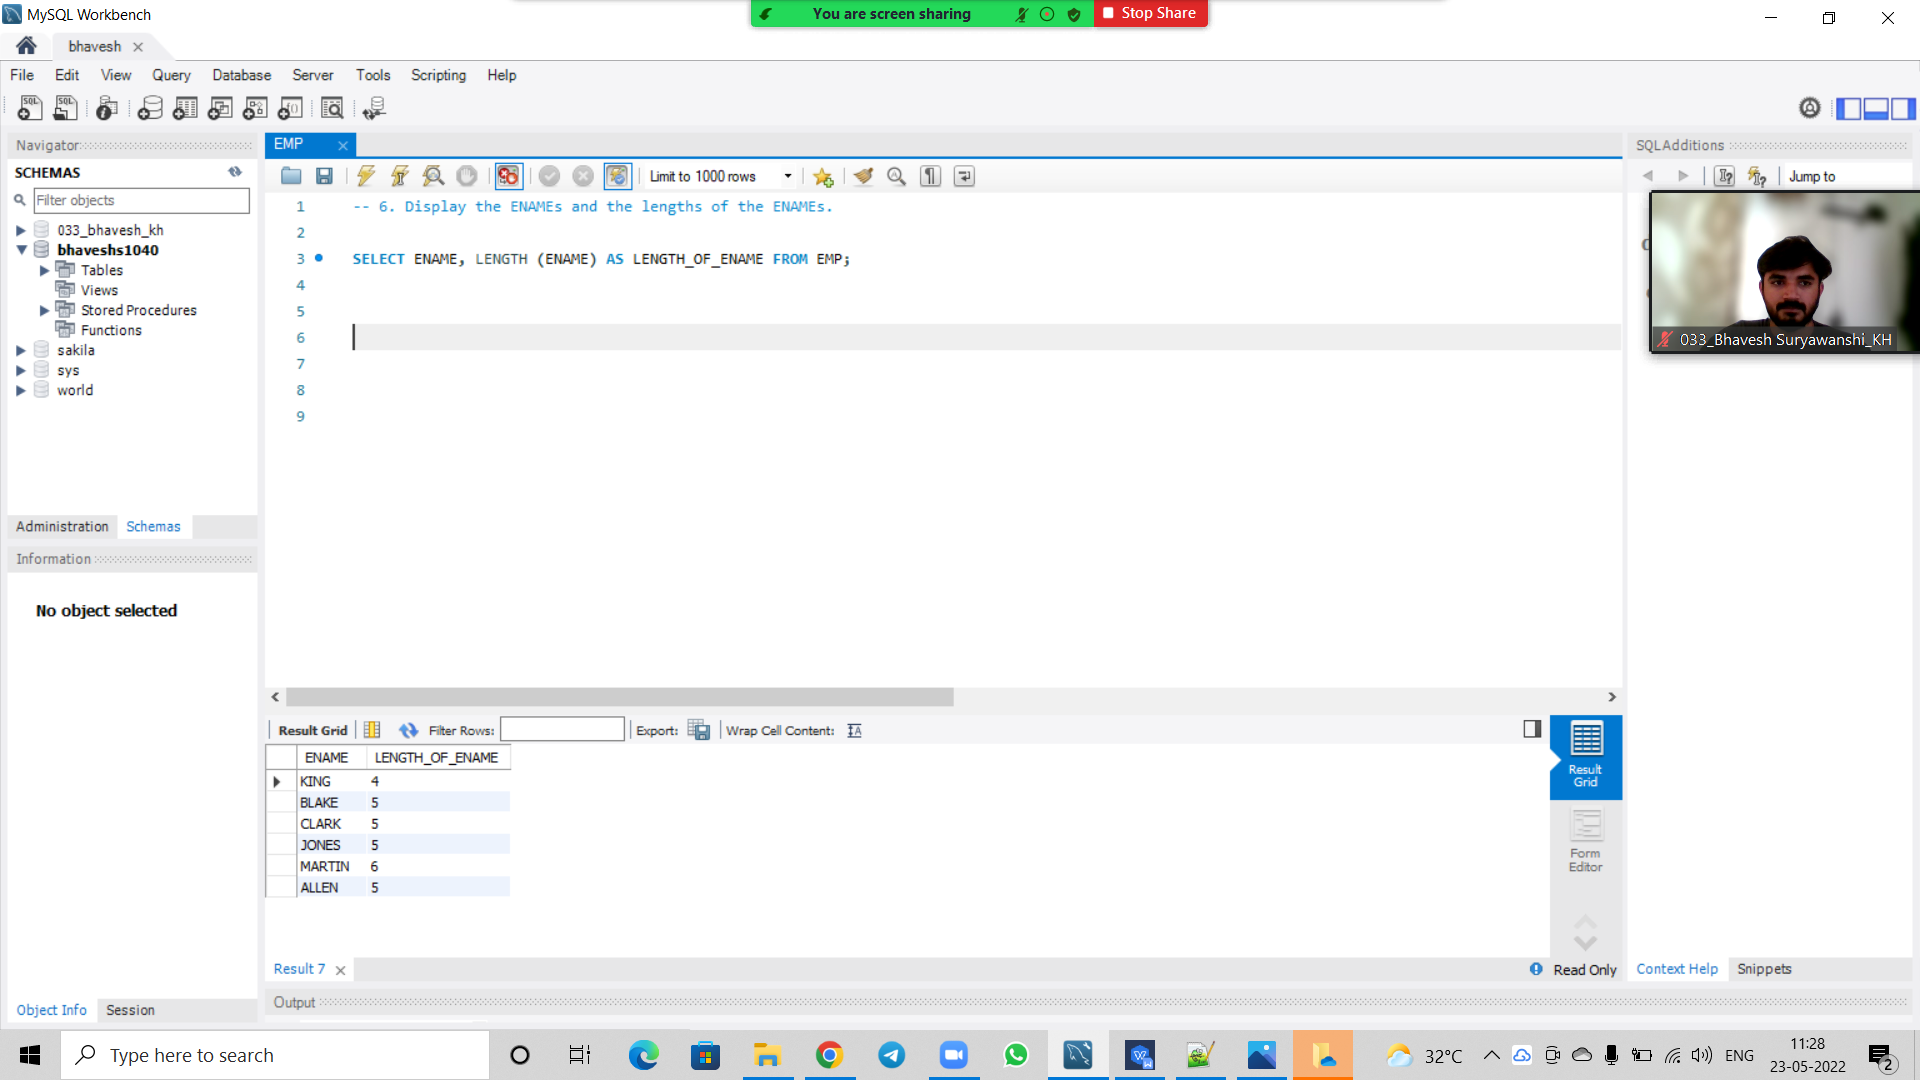 MySQL Workbench
You are screen sharing
Stop Share
bhavesh
File Edit View Query Database Server Tools Scripting Help
Navigator
SCHEMAS
Filter objects
033_bhavesh_kh
bhaveshs1040
Tables
Views
Stored Procedures
Functions
sakila
sys
world
Administration Schemas
Information
No object selected
Object Info Session
EMP
Limit to 1000 rows
1 -- 6. Display the ENAMEs and the lengths of the ENAMEs.
2
3 SELECT ENAME, LENGTH (ENAME) AS LENGTH_OF_ENAME FROM EMP;
4
5
6
7
8
9
Result Grid Filter Rows: Export: Wrap Cell Content:
ENAME LENGTH_OF_ENAME
KING 4
BLAKE 5
CLARK 5
JONES 5
MARTIN 6
ALLEN 5
Result Grid
Form Editor
Result 7
Read Only
Output
SQLAdditions
Jump to
033_Bhavesh Suryawanshi_KH
Context Help Snippets
Type here to search
32°C
ENG
11:28
23-05-2022
2